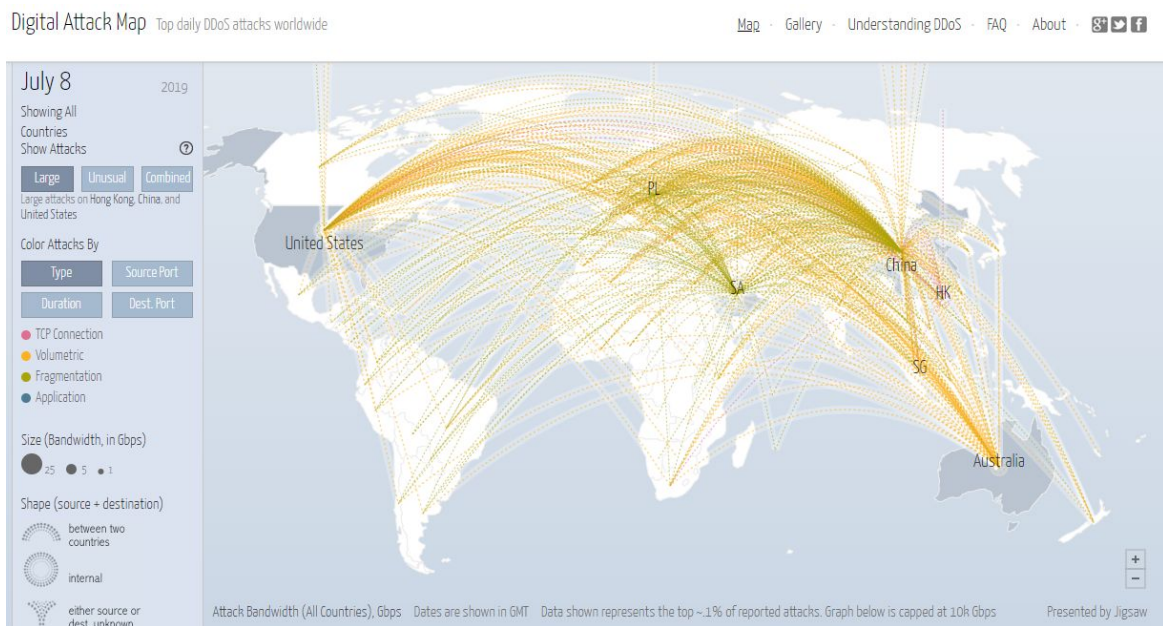 Digital Attack Map Top daily DDoS attacks worldwide
Map · Gallery · Understanding DDoS · FAQ · About ·
July 8 2019
Showing All
Countries
Show Attacks ?
Large Unusual Combined
Large attacks on Hong Kong, China, and
United States
Color Attacks By
Type Source Port
Duration Dest. Port
TCP Connection
Volumetric
Fragmentation
Application
Size (Bandwidth, in Gbps)
25 5 1
Shape (source + destination)
between two
countries
internal
either source or
dest. unknown
United States
PL
SA
China
HK
SG
Australia
+
−
Attack Bandwidth (All Countries), Gbps Dates are shown in GMT Data shown represents the top ~.1% of reported attacks. Graph below is capped at 10k Gbps Presented by Jigsaw